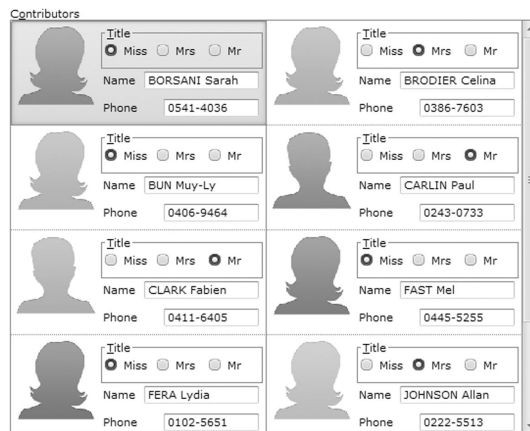 Contributors
Title
Miss Mrs Mr
Name BORSANI Sarah
Phone 0541-4036
Title
Miss Mrs Mr
Name BRODIER Celina
Phone 0386-7603
Title
Miss Mrs Mr
Name BUN Muy-Ly
Phone 0406-9464
Title
Miss Mrs Mr
Name CARLIN Paul
Phone 0243-0733
Title
Miss Mrs Mr
Name CLARK Fabien
Phone 0411-6405
Title
Miss Mrs Mr
Name FAST Mel
Phone 0445-5255
Title
Miss Mrs Mr
Name FERA Lydia
Phone 0102-5651
Title
Miss Mrs Mr
Name JOHNSON Allan
Phone 0222-5513